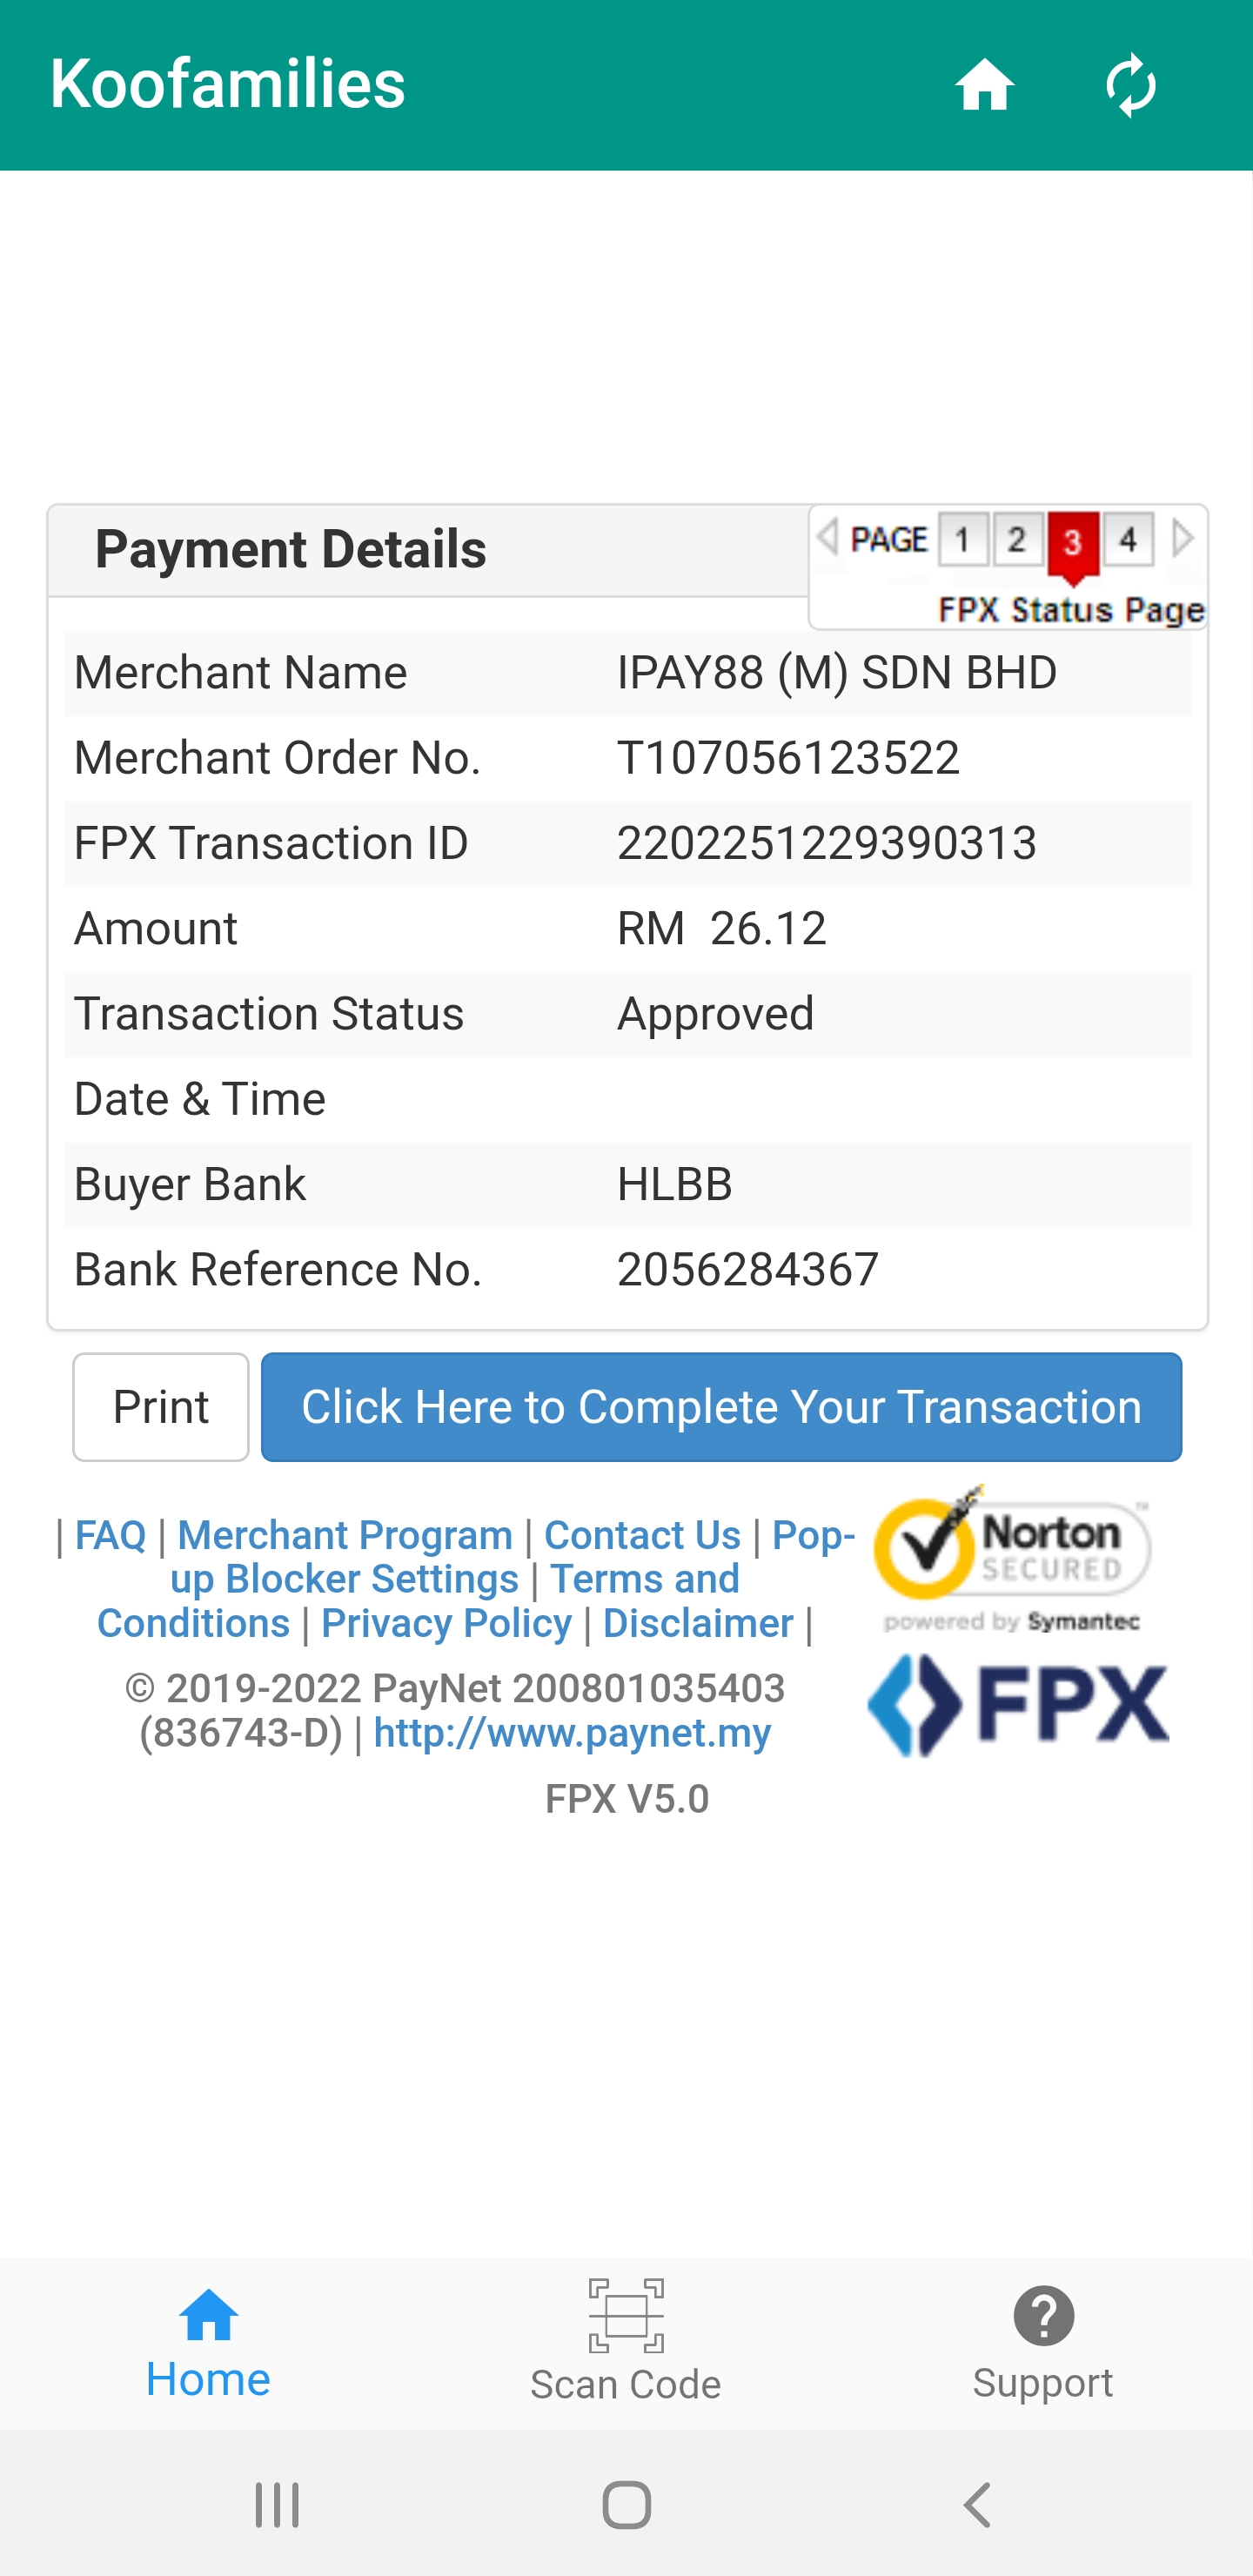 Koofamilies
Payment Details
PAGE 1 2 3 4
FPX Status Page
Merchant Name IPAY88 (M) SDN BHD
Merchant Order No. T107056123522
FPX Transaction ID 2202251229390313
Amount RM 26.12
Transaction Status Approved
Date & Time
Buyer Bank HLBB
Bank Reference No. 2056284367
Print Click Here to Complete Your Transaction
| FAQ | Merchant Program | Contact Us | Pop-
up Blocker Settings | Terms and
Conditions | Privacy Policy | Disclaimer |
Norton
SECURED
TM
powered by Symantec
© 2019-2022 PayNet 200801035403
(836743-D) | http://www.paynet.my
FPX
FPX V5.0
Home Scan Code Support